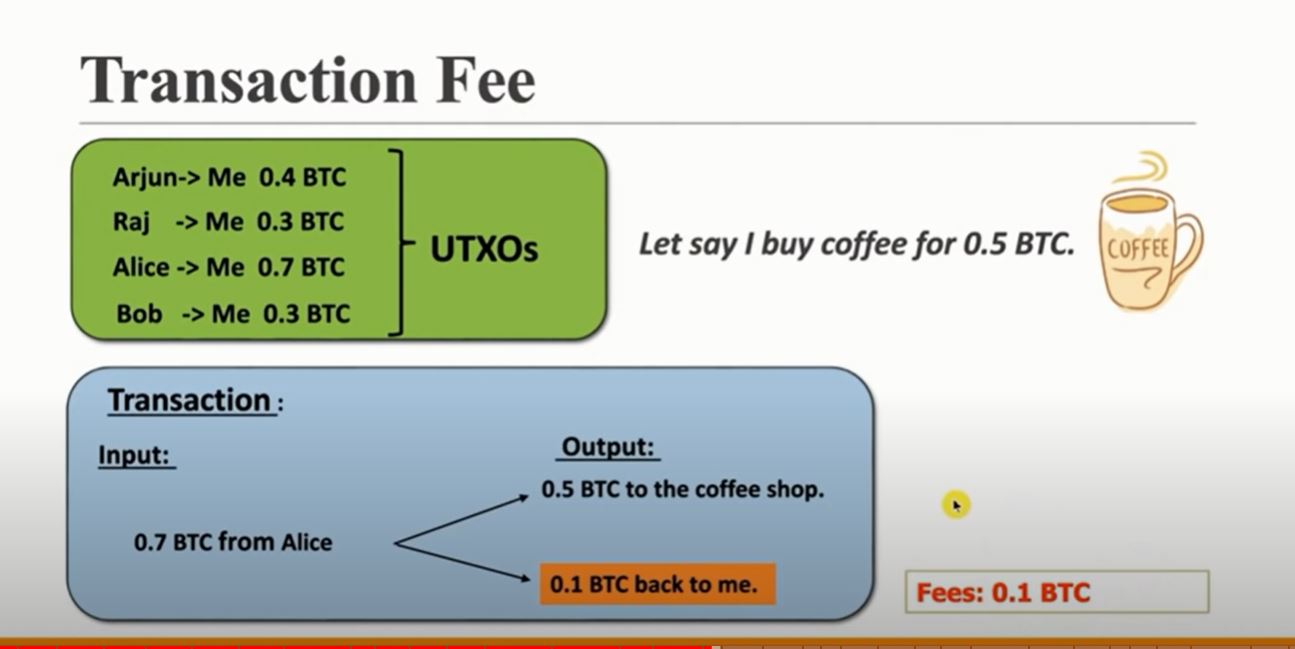 Transaction Fee
Arjun-> Me 0.4 BTC
Raj -> Me 0.3 BTC
Alice -> Me 0.7 BTC
Bob -> Me 0.3 BTC
UTXOs
Let say I buy coffee for 0.5 BTC.
COFFEE
Transaction :
Input:
Output:
0.5 BTC to the coffee shop.
0.7 BTC from Alice
0.1 BTC back to me.
Fees: 0.1 BTC